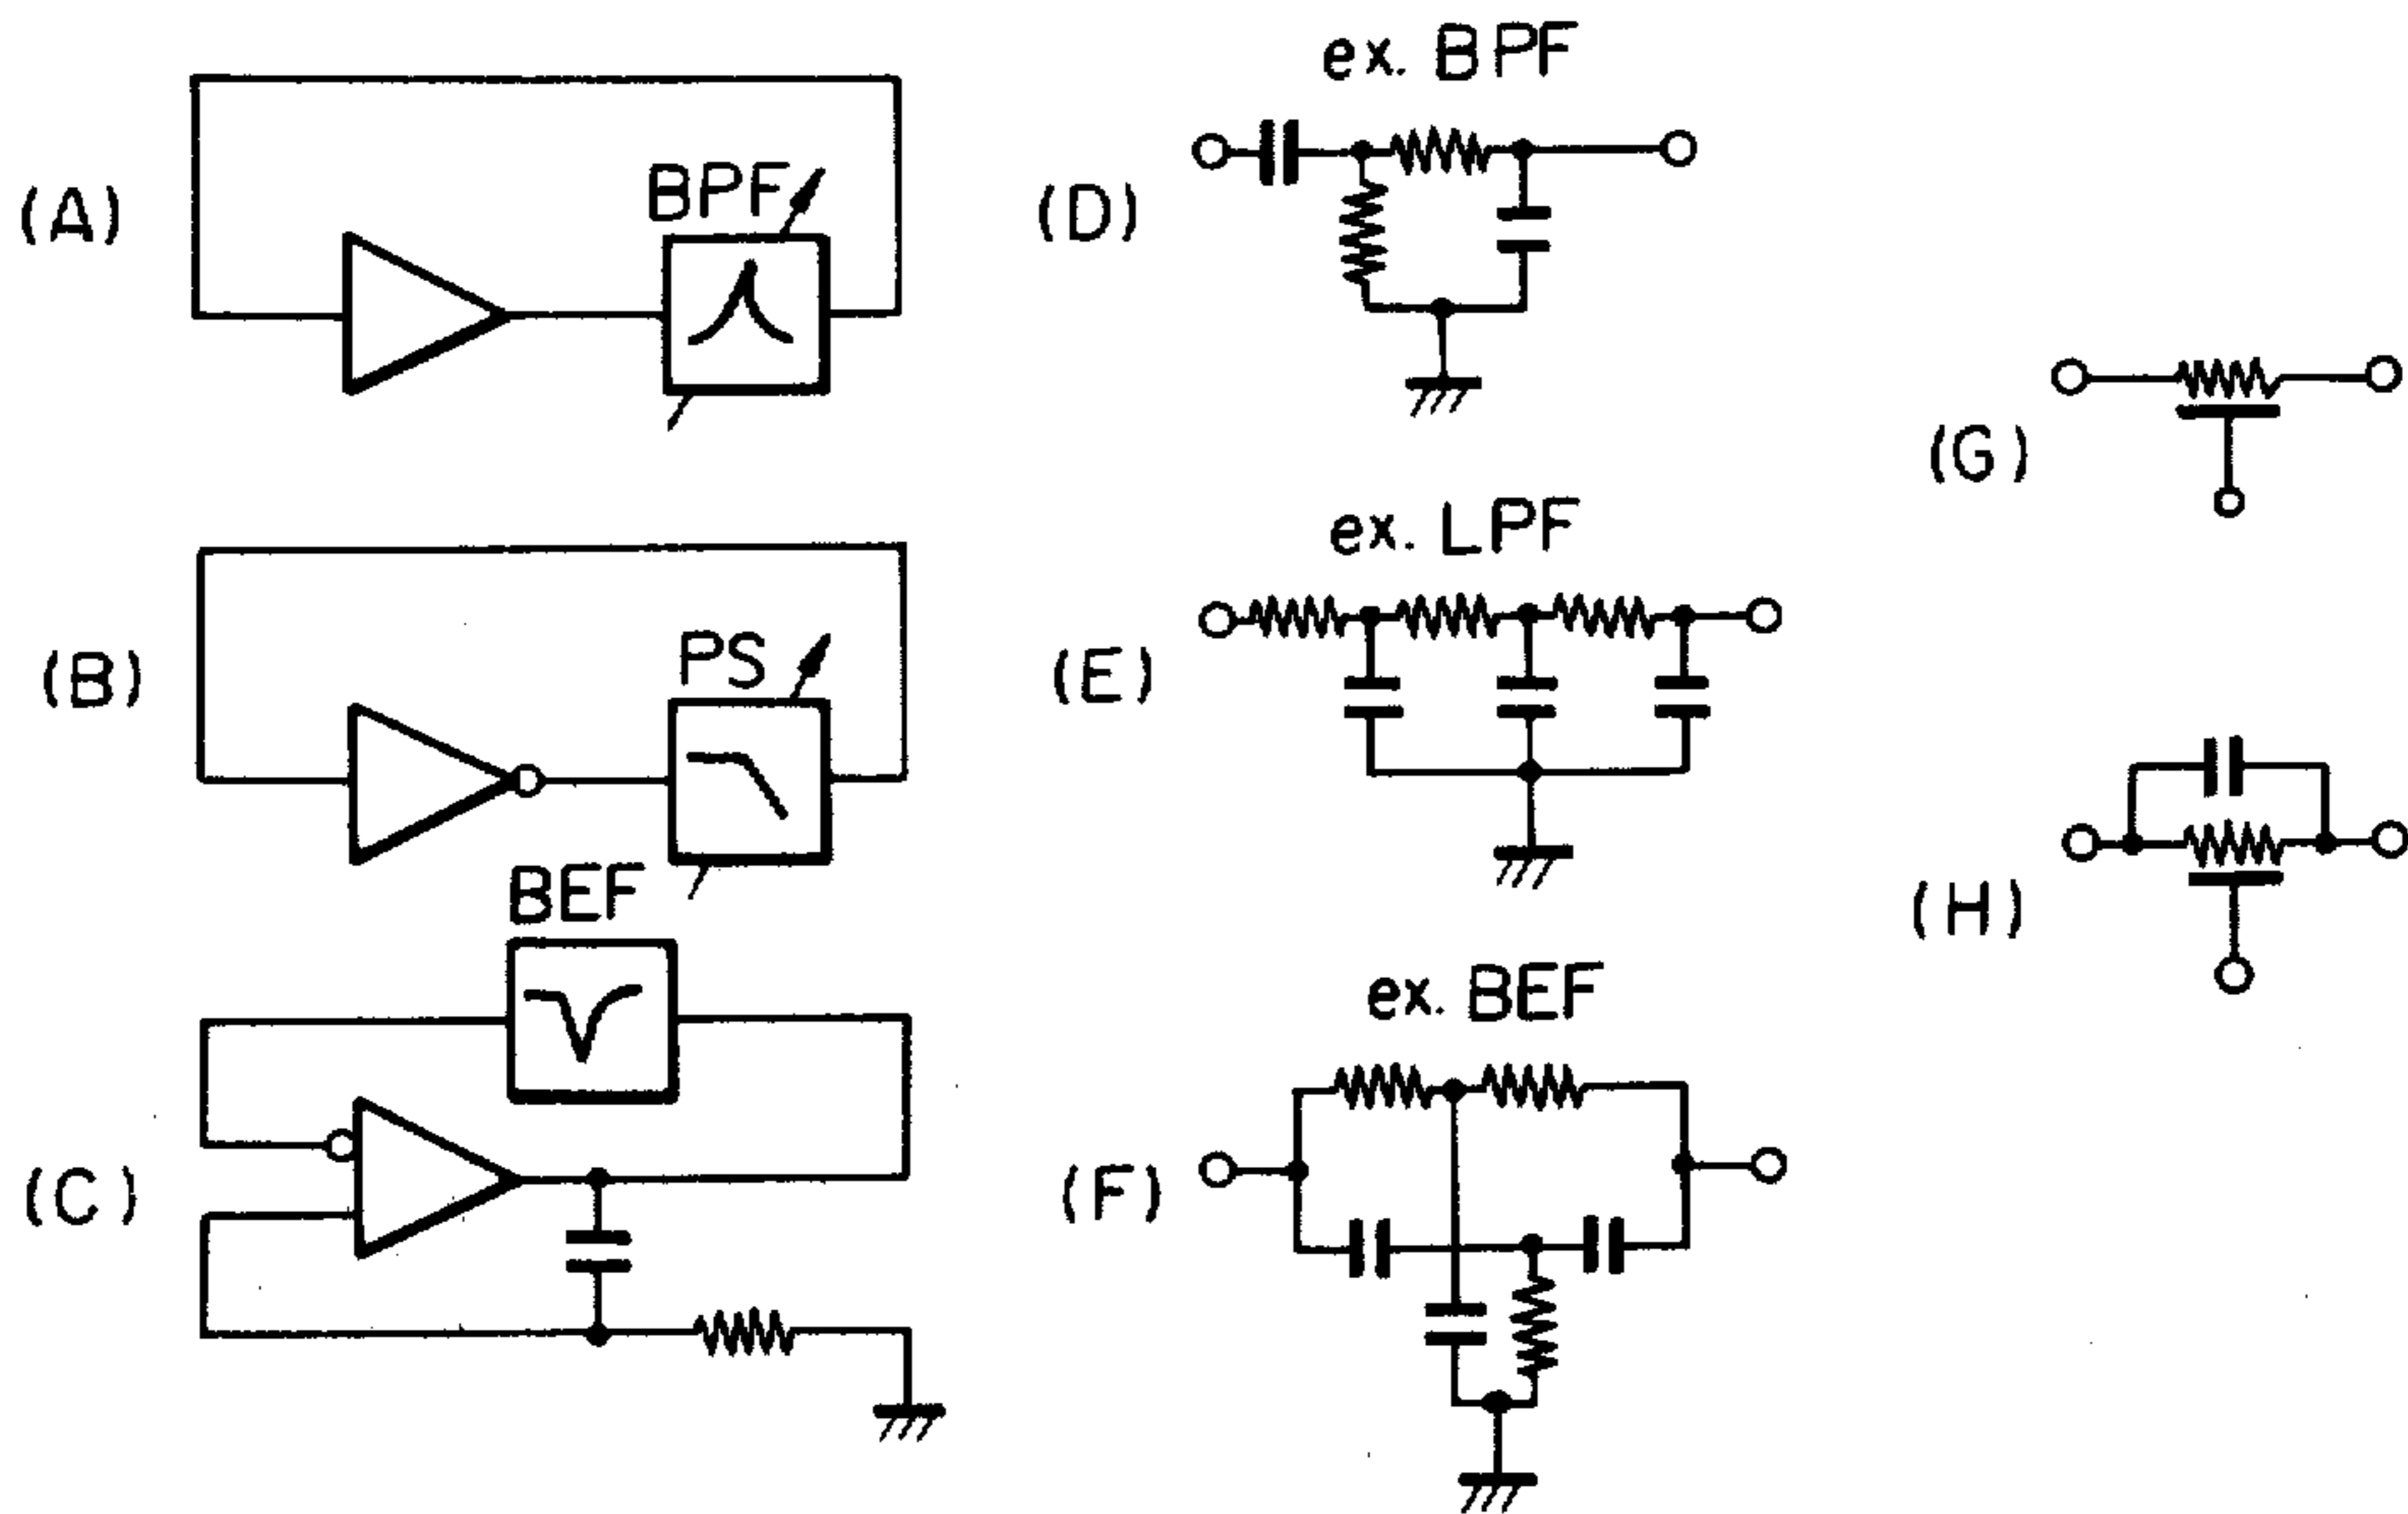 (A)
BPF
(B)
PS
(C)
BEF
(D)
ex. BPF
(E)
ex. LPF
(F)
ex. BEF
(G)
(H)